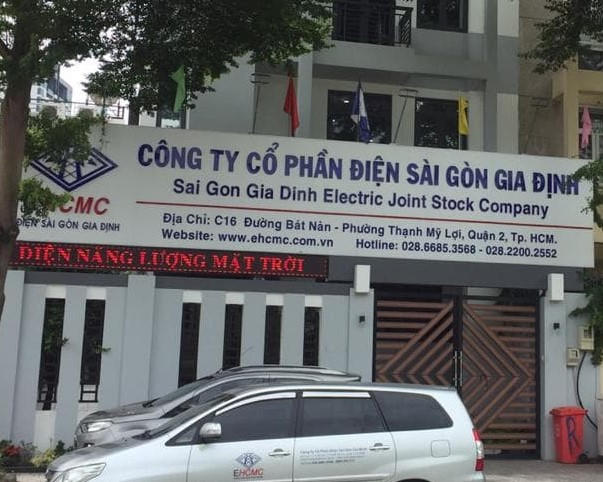 CÔNG TY CỔ PHẦN ĐIỆN SÀI GÒN GIA ĐỊNH
Sai Gon Gia Dinh Electric Joint Stock Company
EHCMC
ĐIỆN SÀI GÒN GIA ĐỊNH
Địa Chỉ: C16 Đường Bát Nàn - Phường Thạnh Mỹ Lợi, Quận 2, Tp. HCM.
Website: www.ehcmc.com.vn Hotline: 028.6685.3568 - 028.2200.2552
ĐIỆN NĂNG LƯỢNG MẶT TRỜI
EHCMC
R